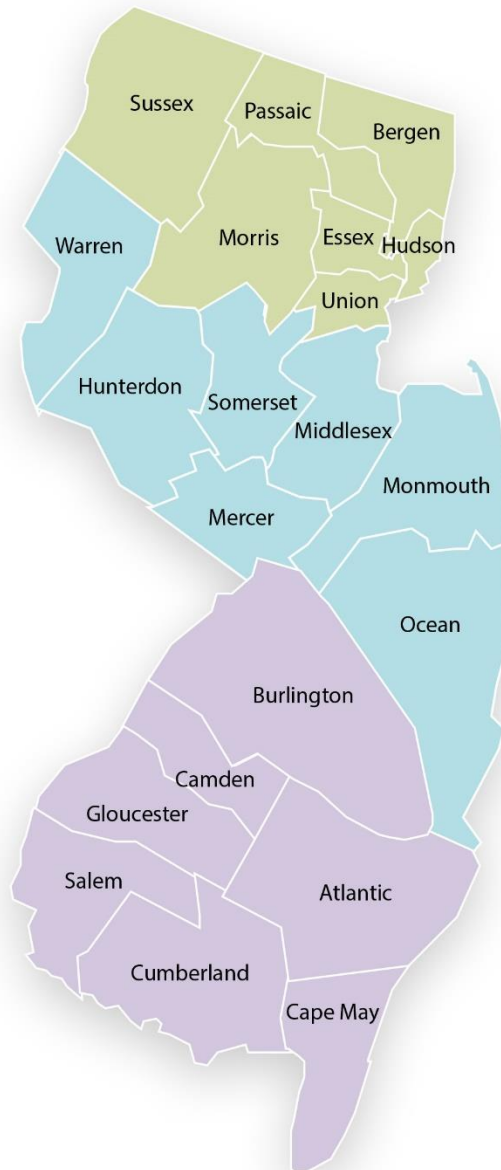 Sussex
Passaic
Bergen
Warren
Morris
Essex
Hudson
Union
Hunterdon
Somerset
Middlesex
Monmouth
Mercer
Ocean
Burlington
Camden
Gloucester
Salem
Atlantic
Cumberland
Cape May